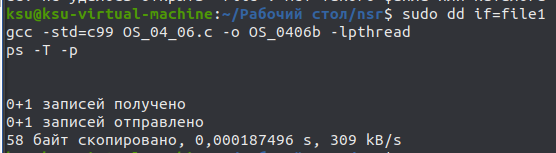 ksu@ksu-virtual-machine:~/Рабочий стол/nsr$ sudo dd if=file1
gcc -std=c99 OS_04_06.c -o OS_0406b -lpthread
ps -T -p
0+1 записей получено
0+1 записей отправлено
58 байт скопировано, 0,000187496 s, 309 kB/s